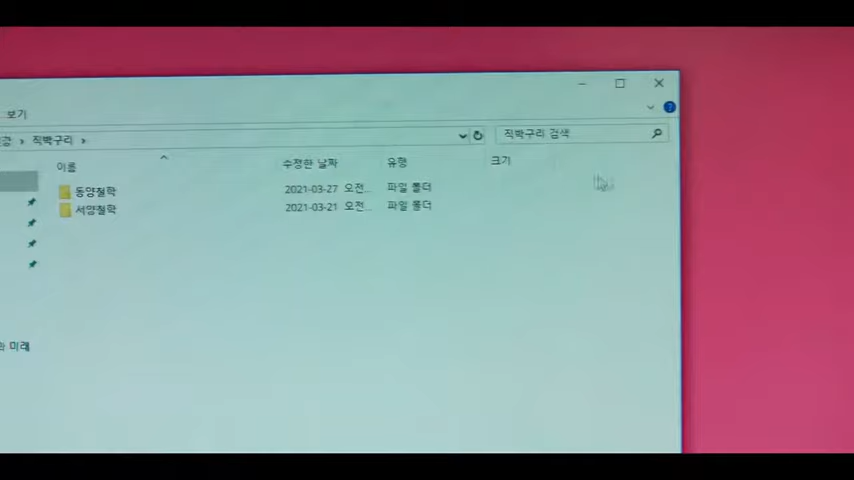 보기
직박구리
직박구리 검색
이름 수정한 날짜 유형 크기
동양철학 2021-03-27 오전... 파일 폴더
서양철학 2021-03-21 오전... 파일 폴더
미래